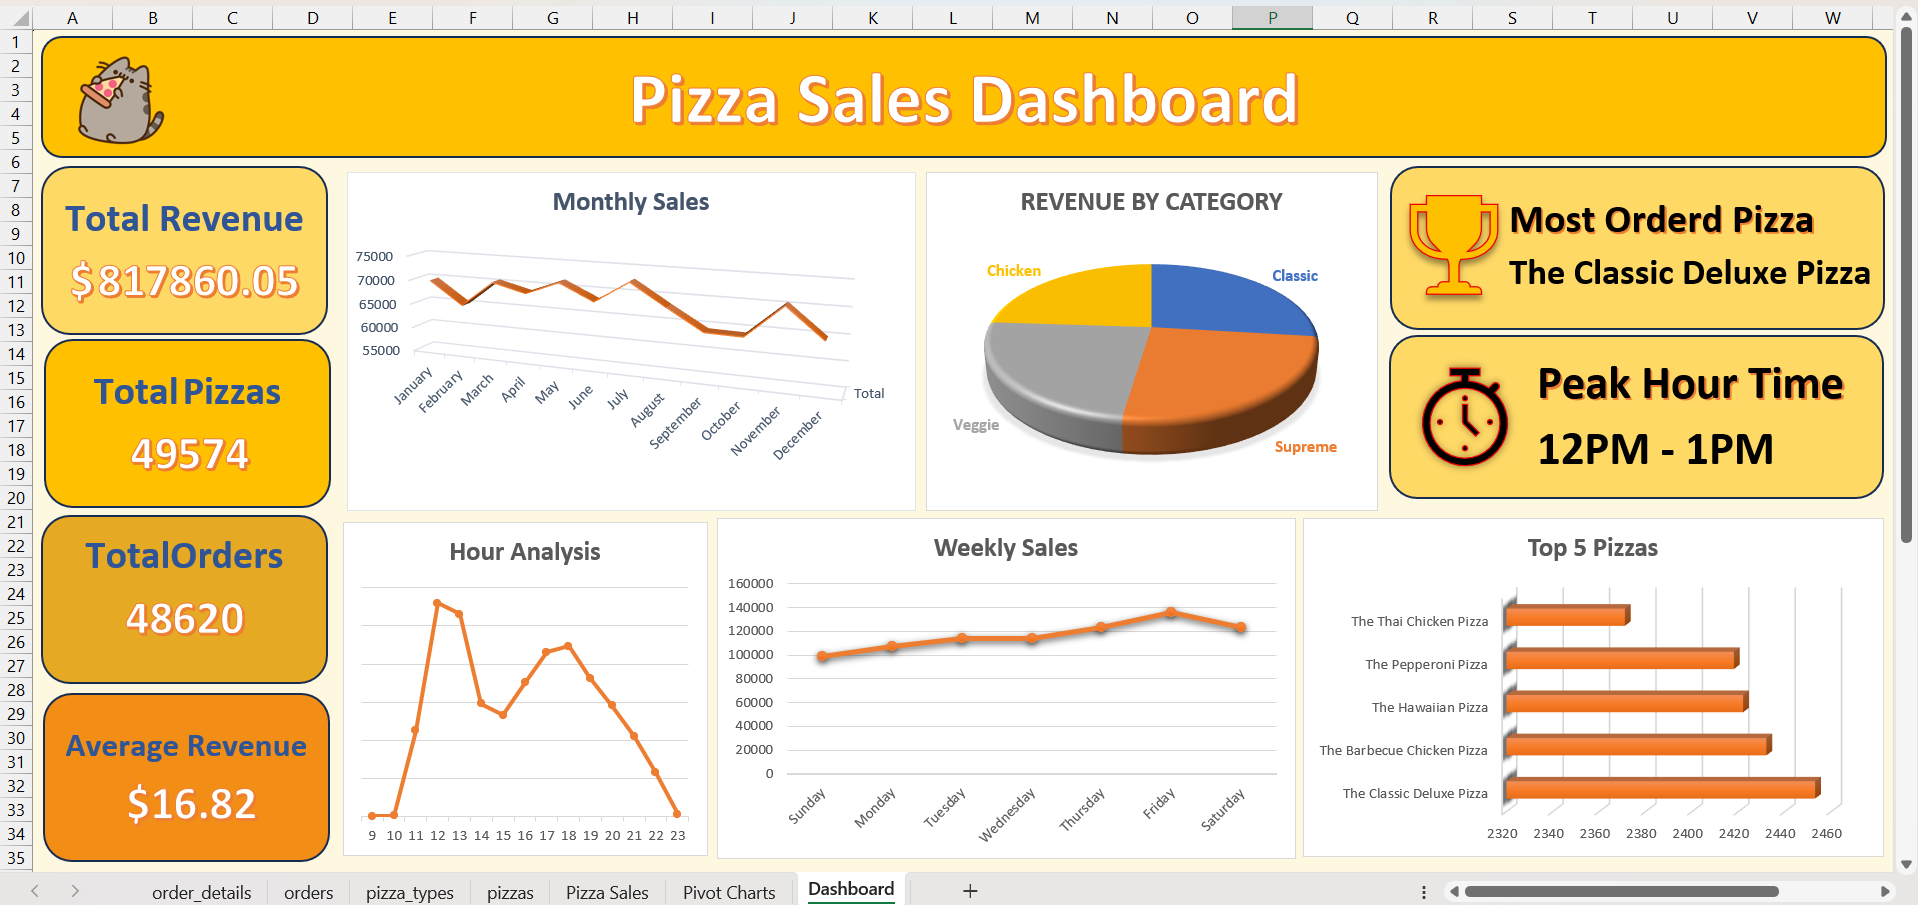 A B C D E F G H I J K L M N O P Q R S T U V W
1
2
3
4
5
6
7
8
9
10
11
12
13
14
15
16
17
18
19
20
21
22
23
24
25
26
27
28
29
30
31
32
33
34
35
Pizza Sales Dashboard
Total Revenue
$817860.05
Total Pizzas
49574
TotalOrders
48620
Average Revenue
$16.82
Monthly Sales
75000
70000
65000
60000
55000
January
February
March
April
May
June
July
August
September
October
November
December
Total
REVENUE BY CATEGORY
Chicken
Classic
Veggie
Supreme
Most Orderd Pizza
The Classic Deluxe Pizza
Peak Hour Time
12PM - 1PM
Hour Analysis
9 10 11 12 13 14 15 16 17 18 19 20 21 22 23
Weekly Sales
160000
140000
120000
100000
80000
60000
40000
20000
0
Sunday
Monday
Tuesday
Wednesday
Thursday
Friday
Saturday
Top 5 Pizzas
The Thai Chicken Pizza
The Pepperoni Pizza
The Hawaiian Pizza
The Barbecue Chicken Pizza
The Classic Deluxe Pizza
2320 2340 2360 2380 2400 2420 2440 2460
order_details orders pizza_types pizzas Pizza Sales Pivot Charts Dashboard